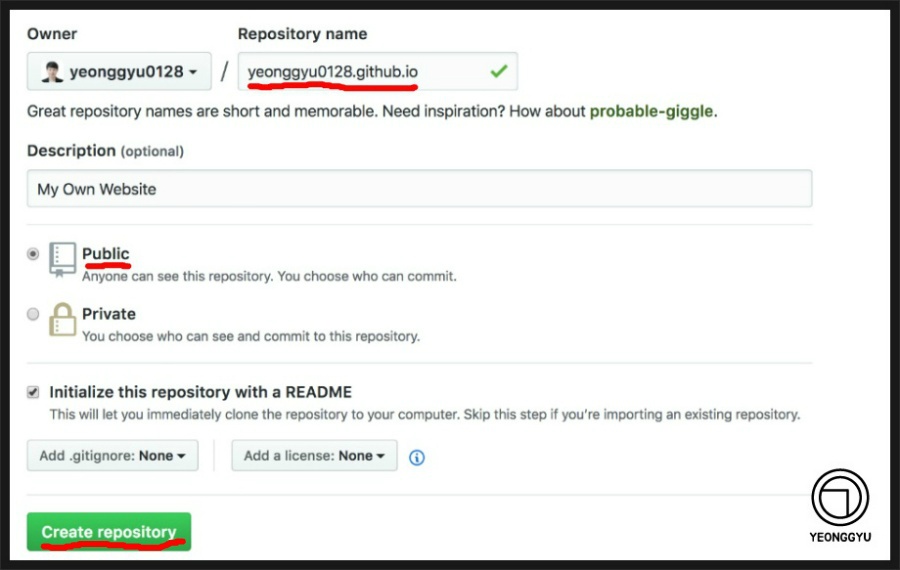 Owner
Repository name
yeonggyu0128
/
yeonggyu0128.github.io
Great repository names are short and memorable. Need inspiration? How about probable-giggle.
Description (optional)
My Own Website
Public
Anyone can see this repository. You choose who can commit.
Private
You choose who can see and commit to this repository.
Initialize this repository with a README
This will let you immediately clone the repository to your computer. Skip this step if you’re importing an existing repository.
Add .gitignore: None
Add a license: None
Create repository
YEONGGYU